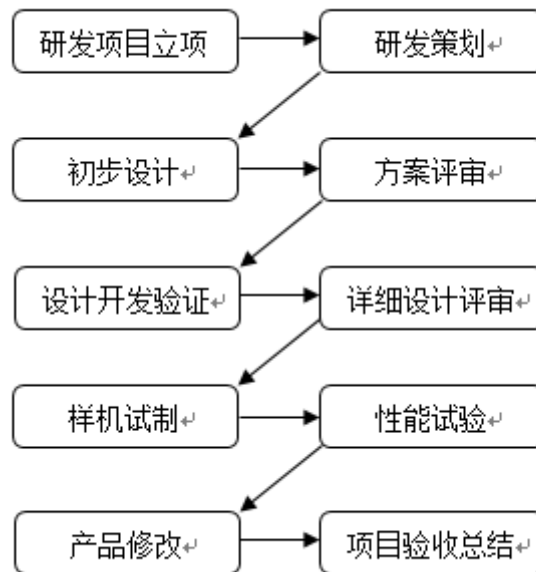 研发项目立项
研发策划
初步设计
方案评审
设计开发验证
详细设计评审
样机试制
性能试验
产品修改
项目验收总结